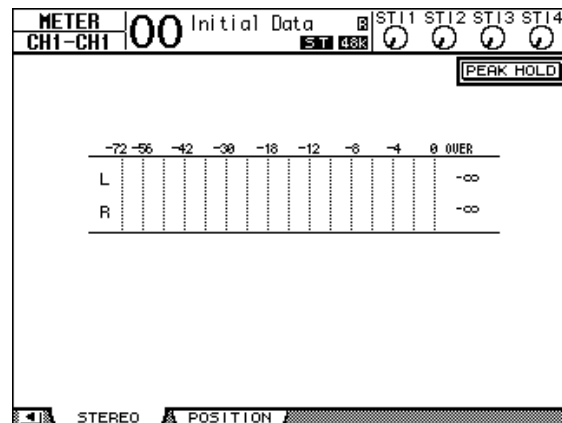 METER
CH1-CH1
00 Initial Data R
ST 48K
STI1 STI2 STI3 STI4
PEAK HOLD
-72 -56 -42 -30 -18 -12 -8 -4 0 OVER
L -∞
R -∞
STEREO POSITION